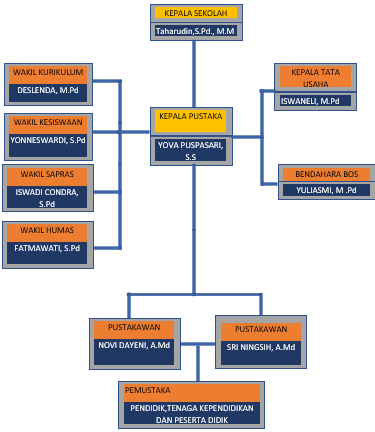 KEPALA SEKOLAH
Taharudin,S.Pd., M.M
WAKIL KURIKULUM
DESLENDA, M.Pd
KEPALA TATA
USAHA
ISWANELI, M.Pd
KEPALA PUSTAKA
YOVA PUSPASARI,
S.S
WAKIL KESISWAAN
YONNESWARDI, S.Pd
WAKIL SAPRAS
ISWADI CONDRA,
S.Pd
BENDAHARA BOS
YULIASMI, M .Pd
WAKIL HUMAS
FATMAWATI, S.Pd
PUSTAKAWAN
NOVI DAYENI, A.Md
PUSTAKAWAN
SRI NINGSIH, A.Md
PEMUSTAKA
PENDIDIK,TENAGA KEPENDIDIKAN
DAN PESERTA DIDIK